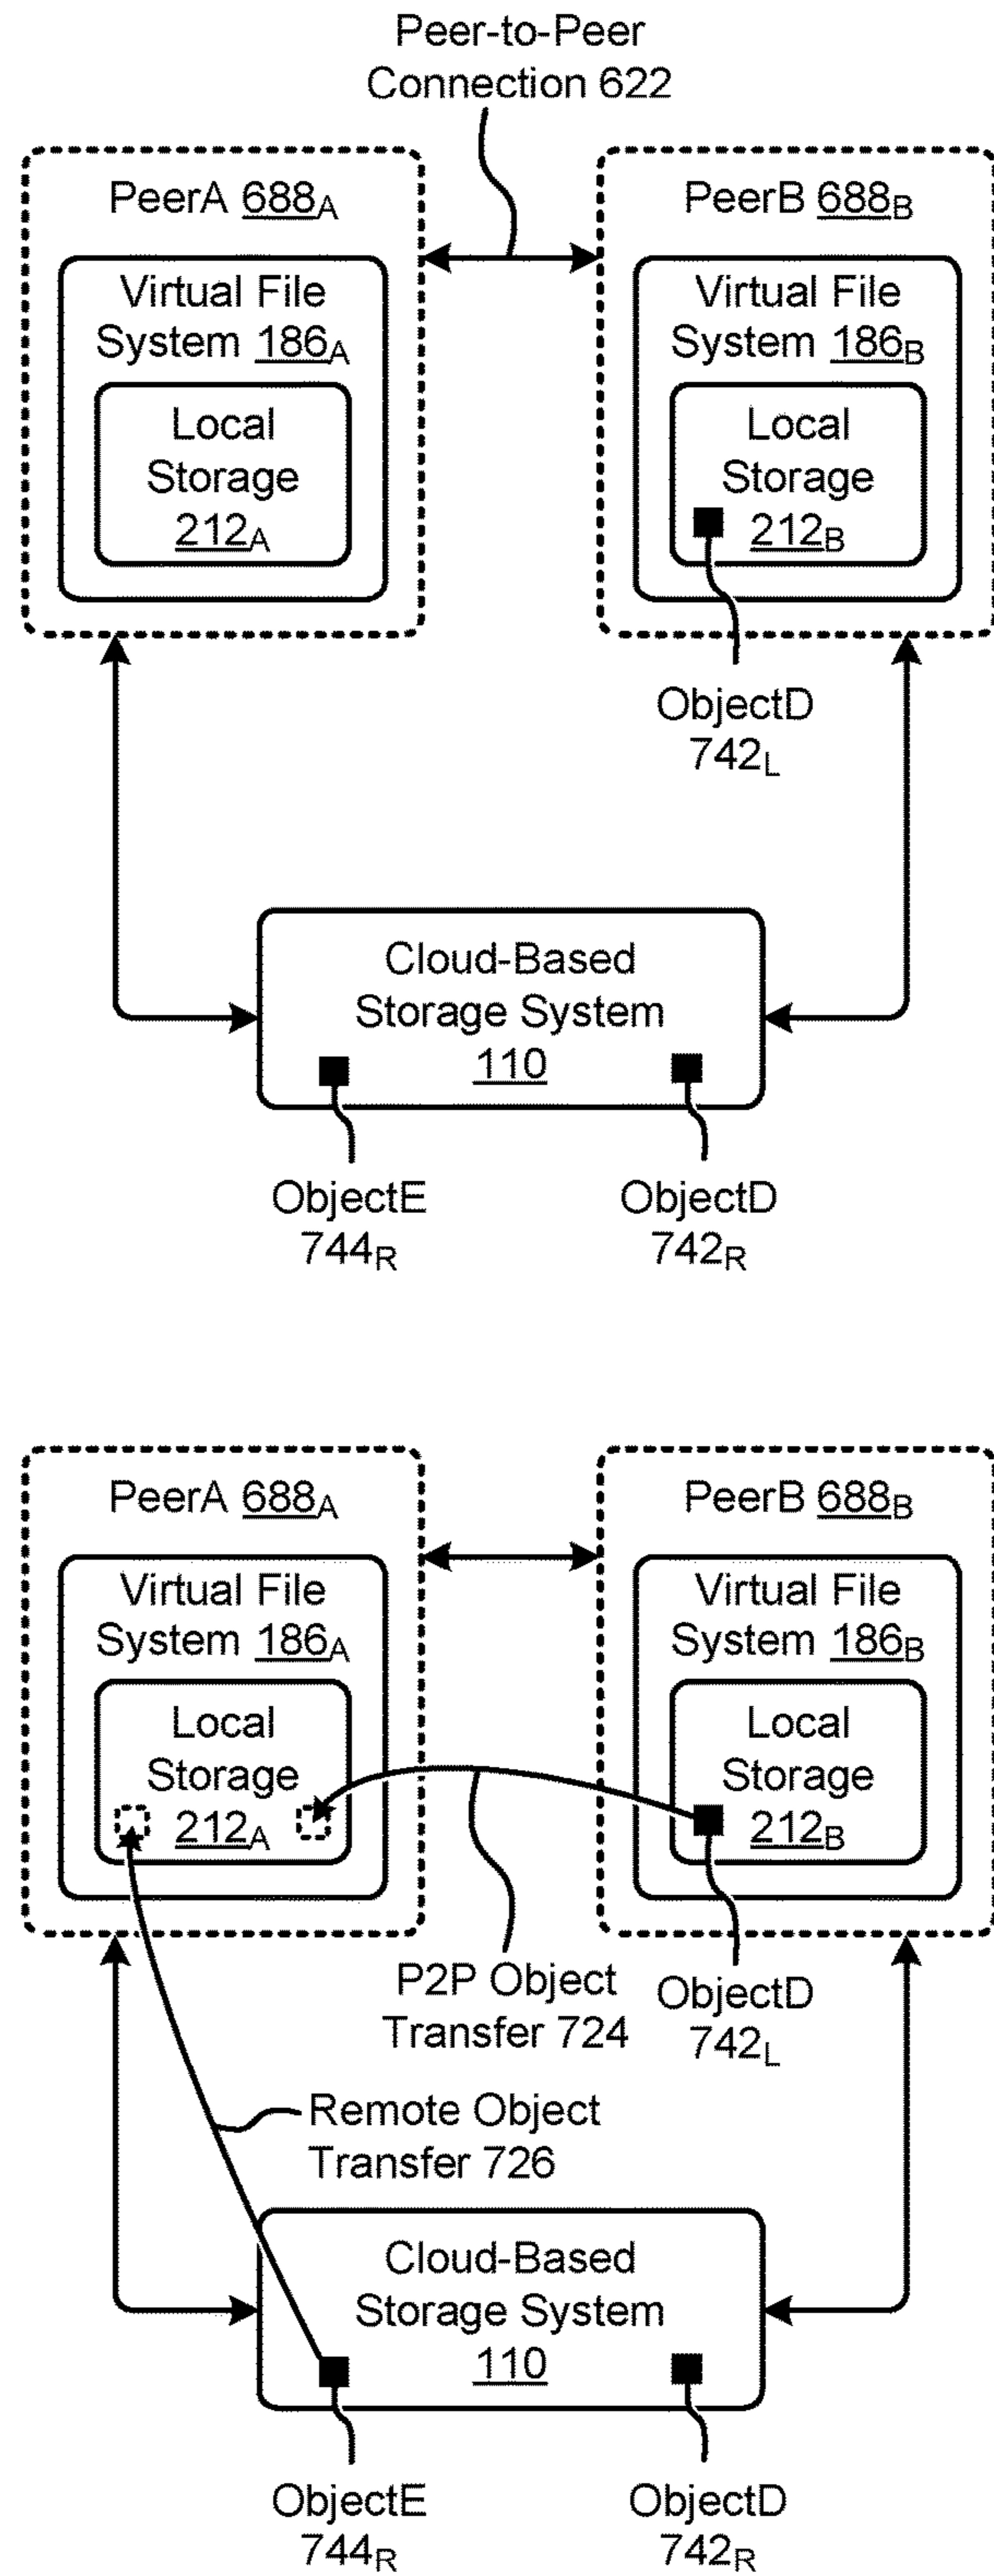 Peer-to-Peer
Connection 622
PeerA 688A
Virtual File
System 186A
Local
Storage
212A
PeerB 688B
Virtual File
System 186B
Local
Storage
212B
ObjectD
742L
Cloud-Based
Storage System
110
ObjectE
744R
ObjectD
742R
PeerA 688A
Virtual File
System 186A
Local
Storage
212A
PeerB 688B
Virtual File
System 186B
Local
Storage
212B
P2P Object
Transfer 724
ObjectD
742L
Remote Object
Transfer 726
Cloud-Based
Storage System
110
ObjectE
744R
ObjectD
742R